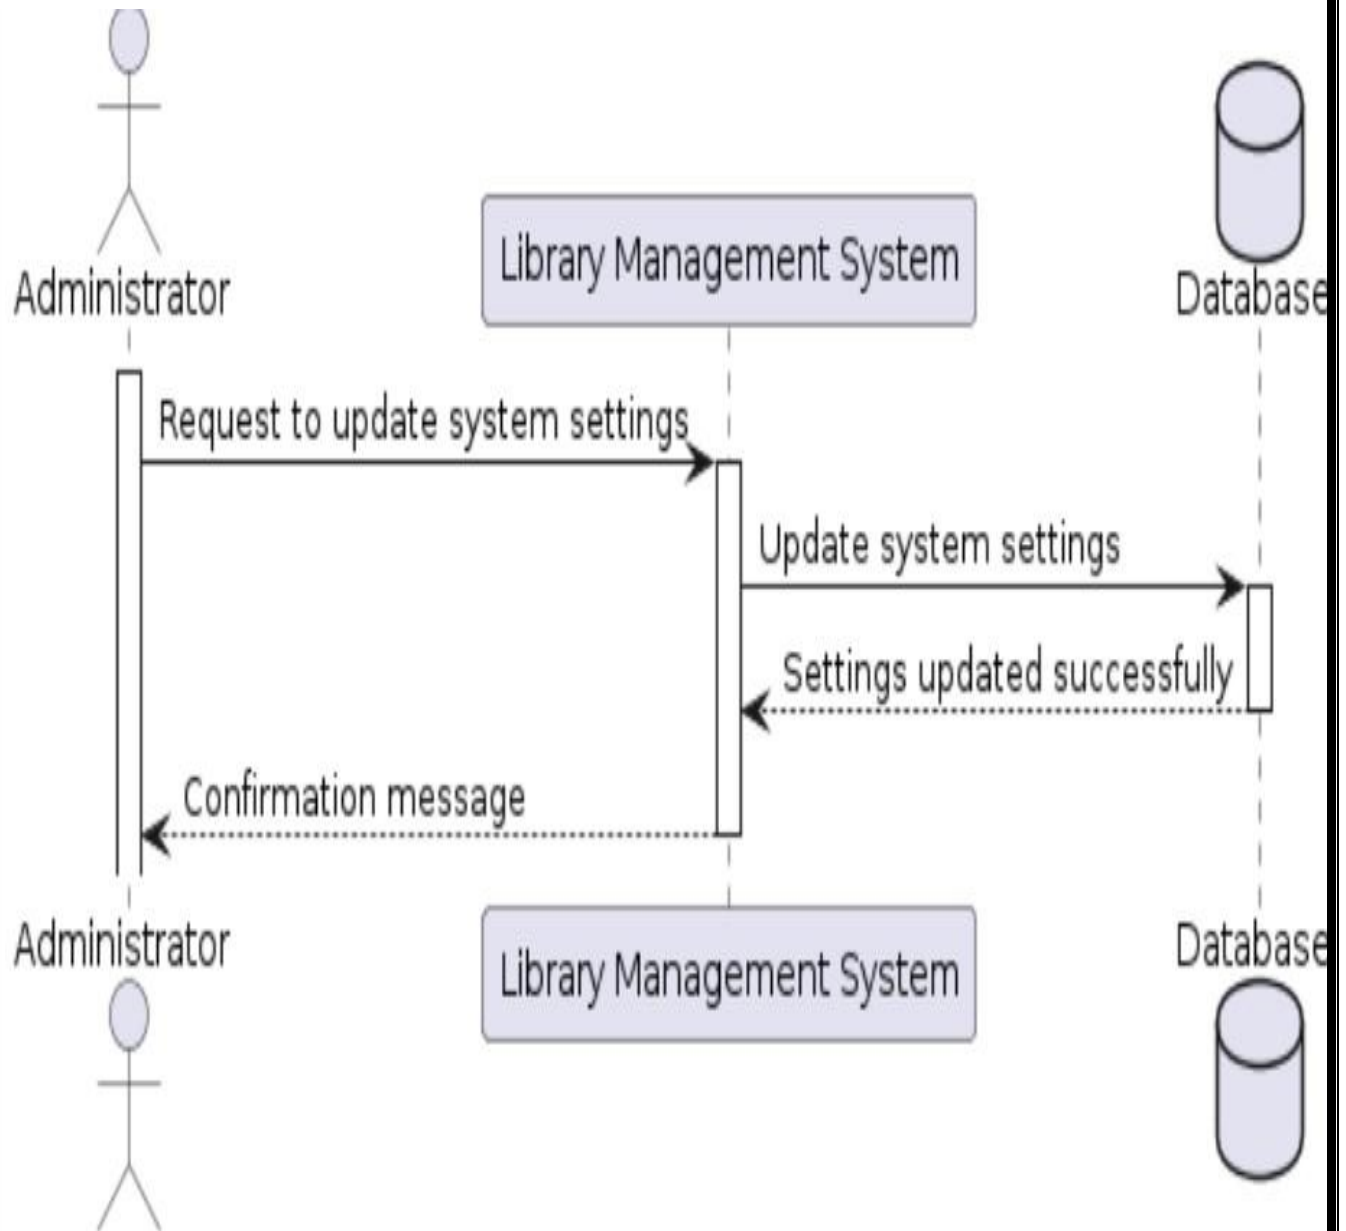 Administrator
Library Management System
Database
Request to update system settings
Update system settings
Settings updated successfully
Confirmation message
Administrator
Library Management System
Database